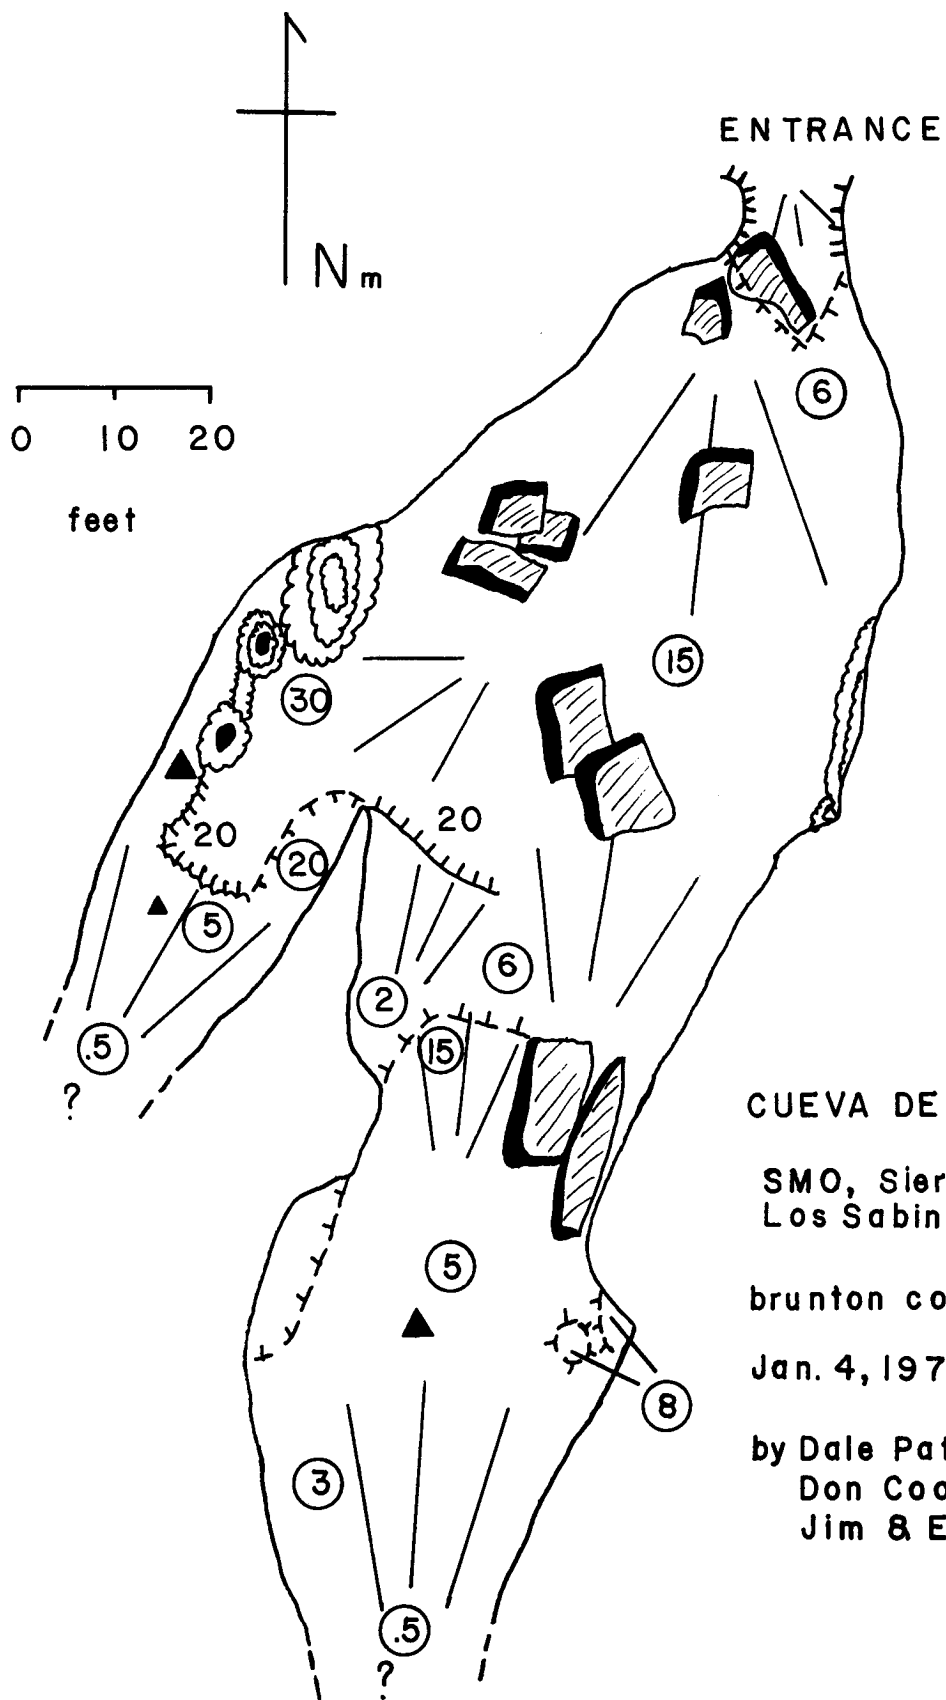 ENTRANCE
Nm
0 10 20
feet
6
15
30
20
20
20
5
6
2
15
.5
?
5
8
3
.5
?
CUEVA DE
SMO, Sier
Los Sabin
brunton co
Jan. 4, 197
by Dale Pat
Don Coo
Jim & E